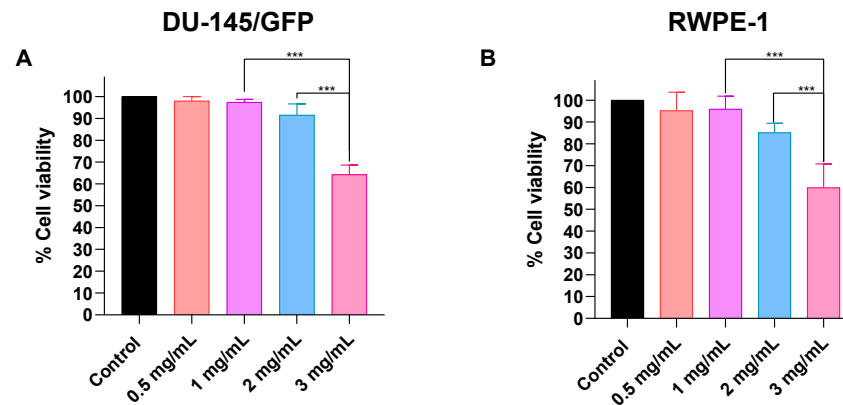 DU-145/GFP
A
***
***
% Cell viability
100
90
80
70
60
50
40
30
20
10
0
Control
0.5 mg/mL
1 mg/mL
2 mg/mL
3 mg/mL
RWPE-1
B
***
***
% Cell viability
100
90
80
70
60
50
40
30
20
10
0
Control
0.5 mg/mL
1 mg/mL
2 mg/mL
3 mg/mL